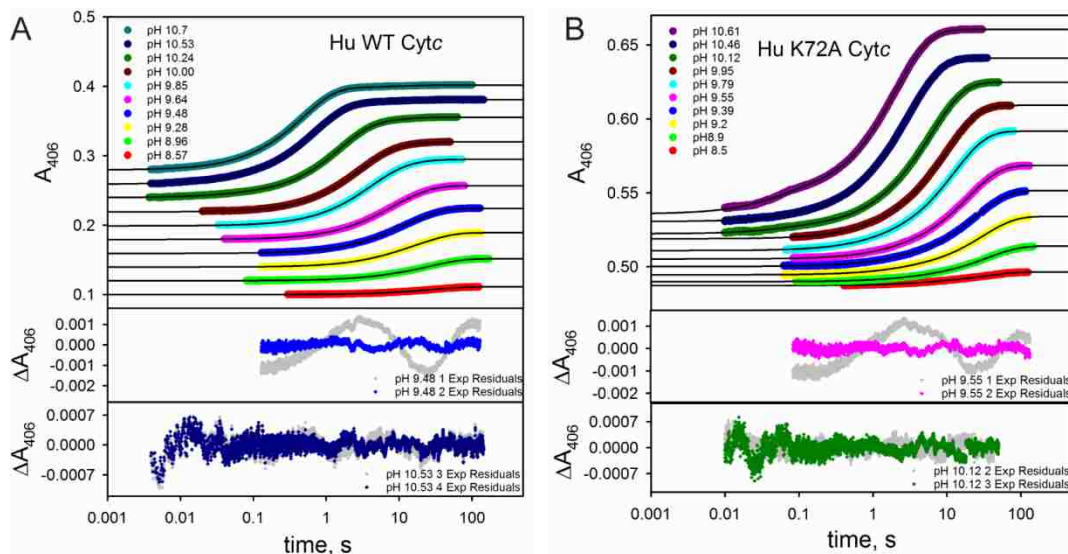 A
Hu WT Cytc
pH 10.7
pH 10.53
pH 10.24
pH 10.00
pH 9.85
pH 9.64
pH 9.48
pH 9.28
pH 8.96
pH 8.57
A406
0.5
0.4
0.3
0.2
0.1
ΔA406
0.001
0.000
-0.001
-0.002
pH 9.48 1 Exp Residuals
pH 9.48 2 Exp Residuals
ΔA406
0.0007
0.0000
-0.0007
pH 10.53 3 Exp Residuals
pH 10.53 4 Exp Residuals
0.001 0.01 0.1 1 10 100
time, s
B
Hu K72A Cytc
pH 10.61
pH 10.46
pH 10.12
pH 9.95
pH 9.79
pH 9.55
pH 9.39
pH 9.2
pH8.9
pH 8.5
A406
0.65
0.60
0.55
0.50
ΔA406
0.001
0.000
-0.001
-0.002
pH 9.55 1 Exp Residuals
pH 9.55 2 Exp Residuals
ΔA406
0.0007
0.0000
-0.0007
pH 10.12 2 Exp Residuals
pH 10.12 3 Exp Residuals
0.001 0.01 0.1 1 10 100
time, s